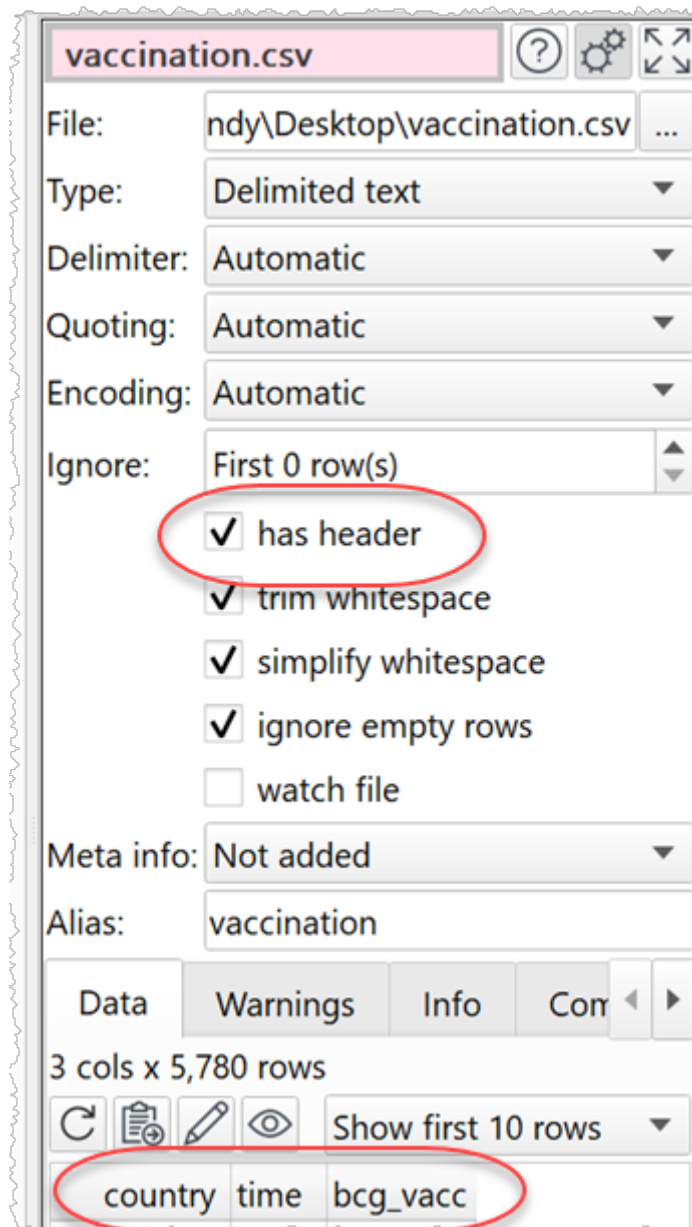 vaccination.csv
File: ndy\Desktop\vaccination.csv ...
Type: Delimited text
Delimiter: Automatic
Quoting: Automatic
Encoding: Automatic
Ignore: First 0 row(s)
has header
trim whitespace
simplify whitespace
ignore empty rows
watch file
Meta info: Not added
Alias: vaccination
Data Warnings Info Com
3 cols x 5,780 rows
Show first 10 rows
country time bcg_vacc